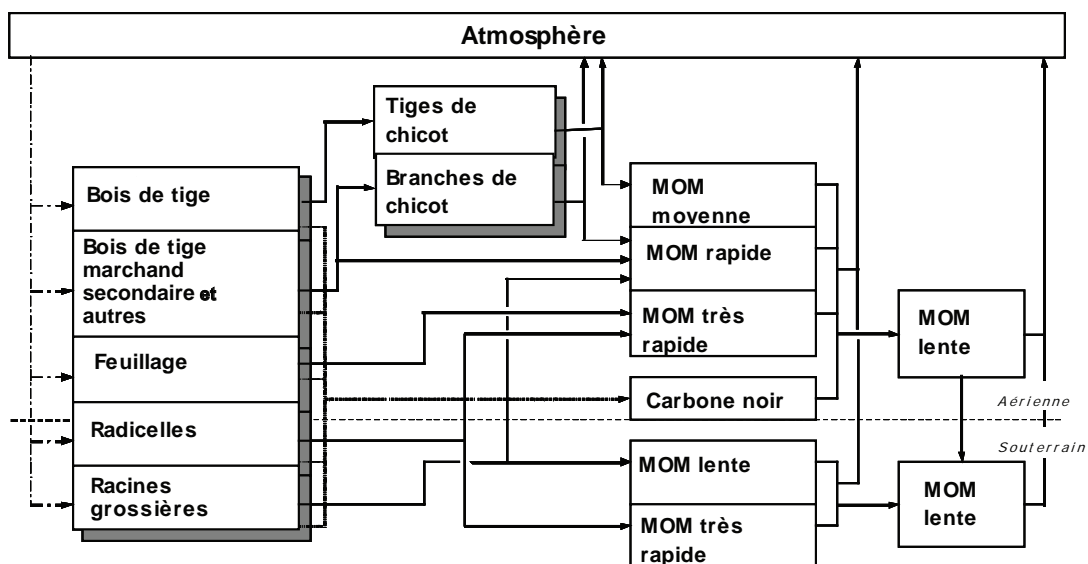 Atmosphère
Tiges de
chicot
Branches de
chicot
Bois de tige
Bois de tige
marchand
secondaire et
autres
Feuillage
Radicelles
Racines
grossières
MOM
movenne
MOM rapide
MOM très
rapide
Carbone noir
MOM lente
MOM très
rapide
MOM
lente
Aérienne
Souterrain
MOM
lente